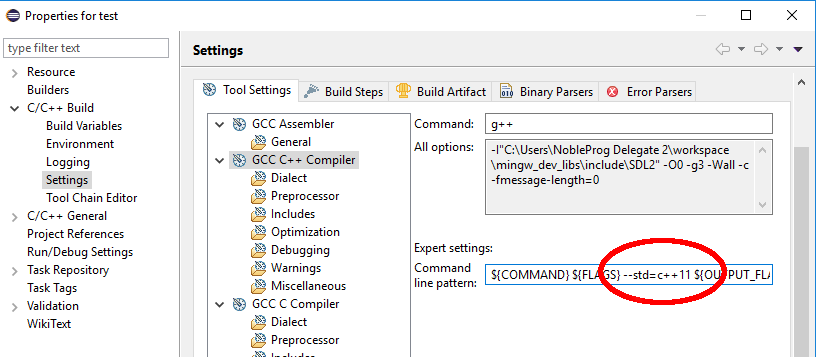 Properties for test
type filter text
Resource
Builders
C/C++ Build
Build Variables
Environment
Logging
Settings
Tool Chain Editor
C/C++ General
Project References
Run/Debug Settings
Task Repository
Task Tags
Validation
WikiText
Settings
Tool Settings
Build Steps
Build Artifact
Binary Parsers
Error Parsers
GCC Assembler
General
GCC C++ Compiler
Dialect
Preprocessor
Includes
Optimization
Debugging
Warnings
Miscellaneous
GCC C Compiler
Dialect
Preprocessor
Includes
Command:
g++
All options:
-I"C:\Users\NobleProg Delegate 2\workspace
\mingw_dev_libs\include\SDL2" -O0 -g3 -Wall -c
-fmessage-length=0
Expert settings:
Command
line pattern:
${COMMAND} ${FLAGS} --std=c++11 ${OUTPUT_FLA